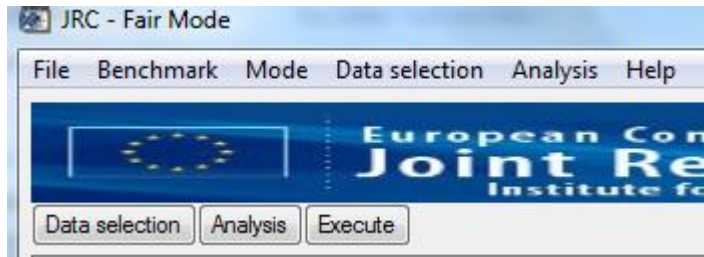 JRC - Fair Mode
File Benchmark Mode Data selection Analysis Help
European Con
Joint Re
Institute fo
Data selection Analysis Execute